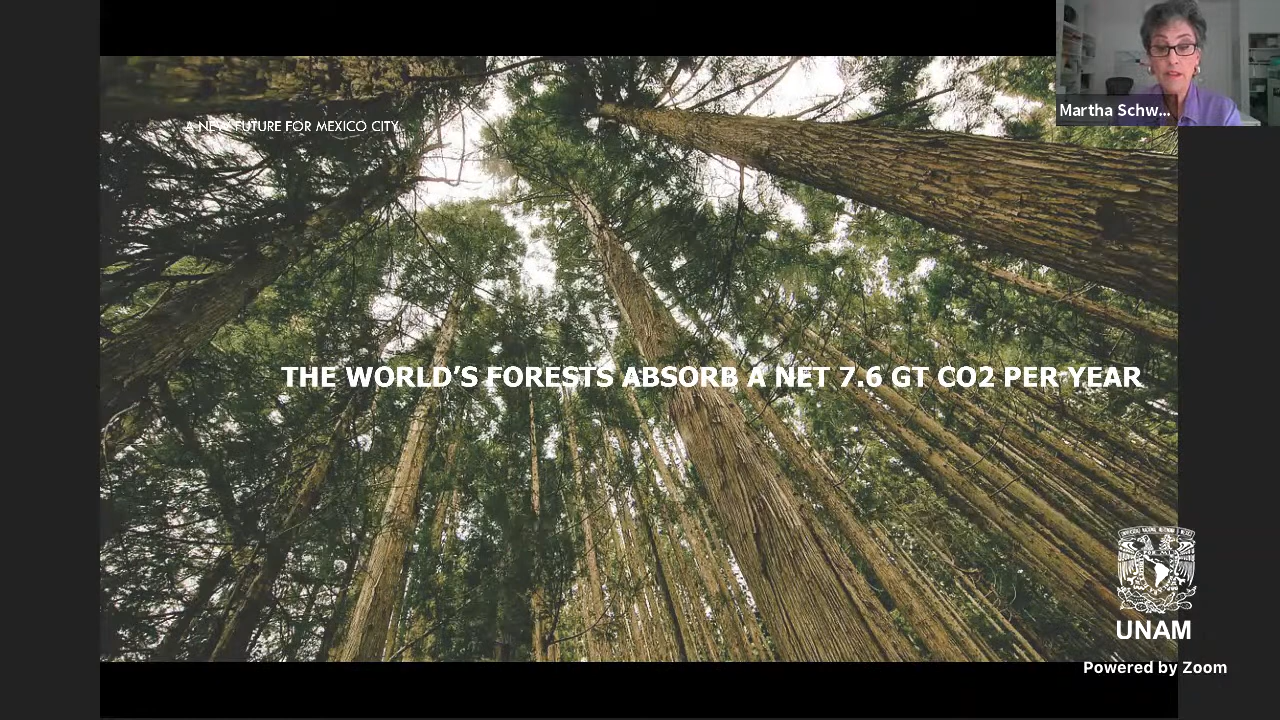 Martha Schw...
A NEW FUTURE FOR MEXICO CITY
THE WORLD'S FORESTS ABSORB A NET 7.6 GT CO2 PER YEAR
UNAM
Powered by Zoom